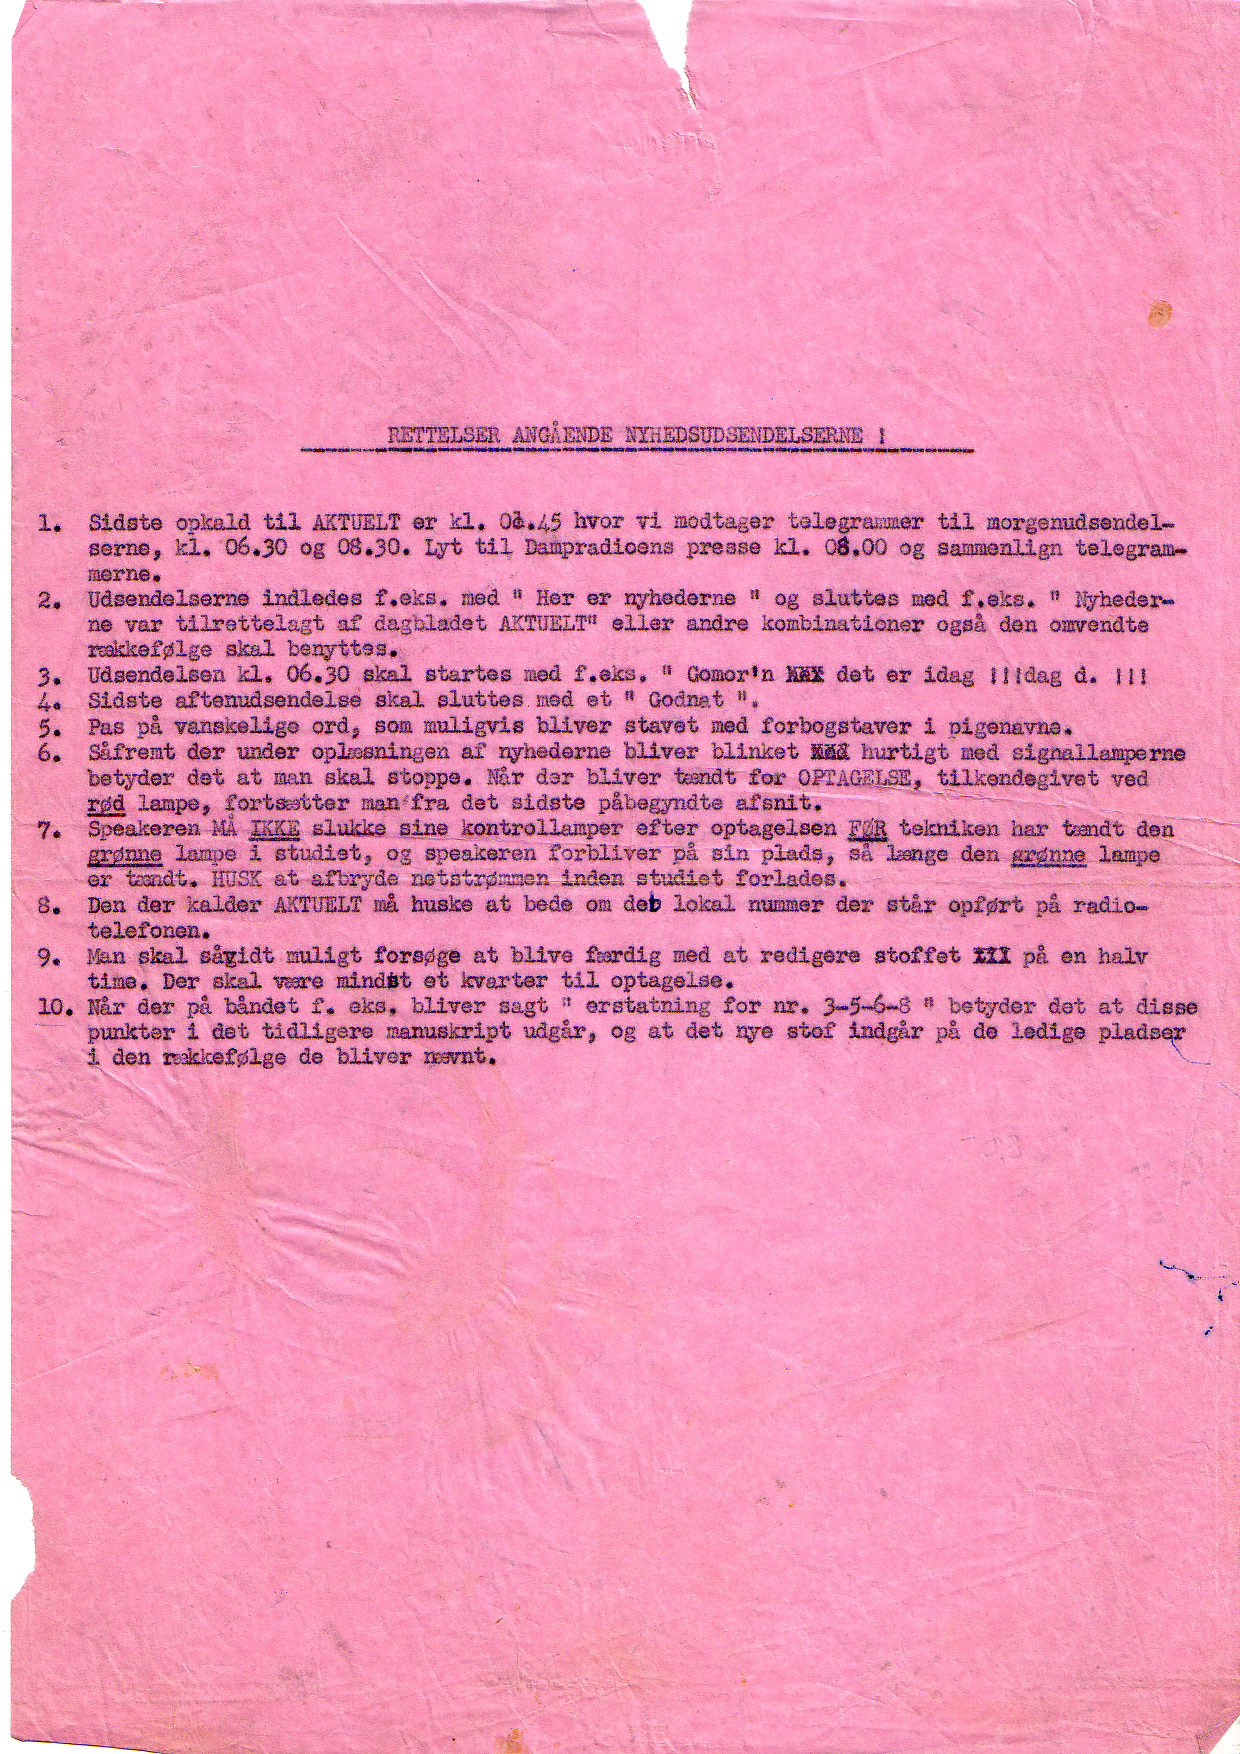 RETTELSER ANGÅENDE NYHEDSUDSENDELSERNE !
1. Sidste opkald til AKTUELT er kl. hvor vi modtager telegrammer til morgenudsendel-
serne, kl. 06.30 og 08.30. Lyt til Dampradioens presse kl. 08.00 og sammenlign telegram-
merne.
2. Udsendelserne indledes f.eks. med " Her er nyhederne " og sluttes med f.eks. " Nyheder-
ne var tilrettelagt af dagbladet AKTUELT" eller andre kombinationer også den omvendte
rækkefølge skal benyttes.
3. Udsendelsen kl. 06.30 skal startes med f.eks. " Gomor'n det er idag !!!dag d. !!!
4. Sidste aftenudsendelse skal sluttes med et " Godnat ".
5. Pas på vanskelige ord, som muligvis bliver stavet med forbogstaver i pigenavne.
6. Såfremt der under oplæsningen af nyhederne bliver blinket hurtigt med signallamperne
betyder det at man skal stoppe. Når der bliver tændt for OPTAGELSE, tilkendegivet ved
rød lampe, fortsætter man fra det sidste påbegyndte afsnit.
7. Speakeren MÅ IKKE slukke sine kontrollamper efter optagelsen FØR tekniken har tændt den
grønne lampe i studiet, og speakeren forbliver på sin plads, så længe den grønne lampe
er tændt. HUSK at afbryde netstrømmen inden studiet forlades.
8. Den der kalder AKTUELT må huske at bede om det lokal nummer der står opført på radio-
telefonen.
9. Man skal såvidt muligt forsøge at blive færdig med at redigere stoffet XXX på en halv
time. Der skal være mindst et kvarter til optagelse.
10. Når der på båndet f. eks. bliver sagt " erstatning for nr. 3-5-6-8 " betyder det at disse
punkter i det tidligere manuskript udgår, og at det nye stof indgår på de ledige pladser
i den rækkefølge de bliver nævnt.